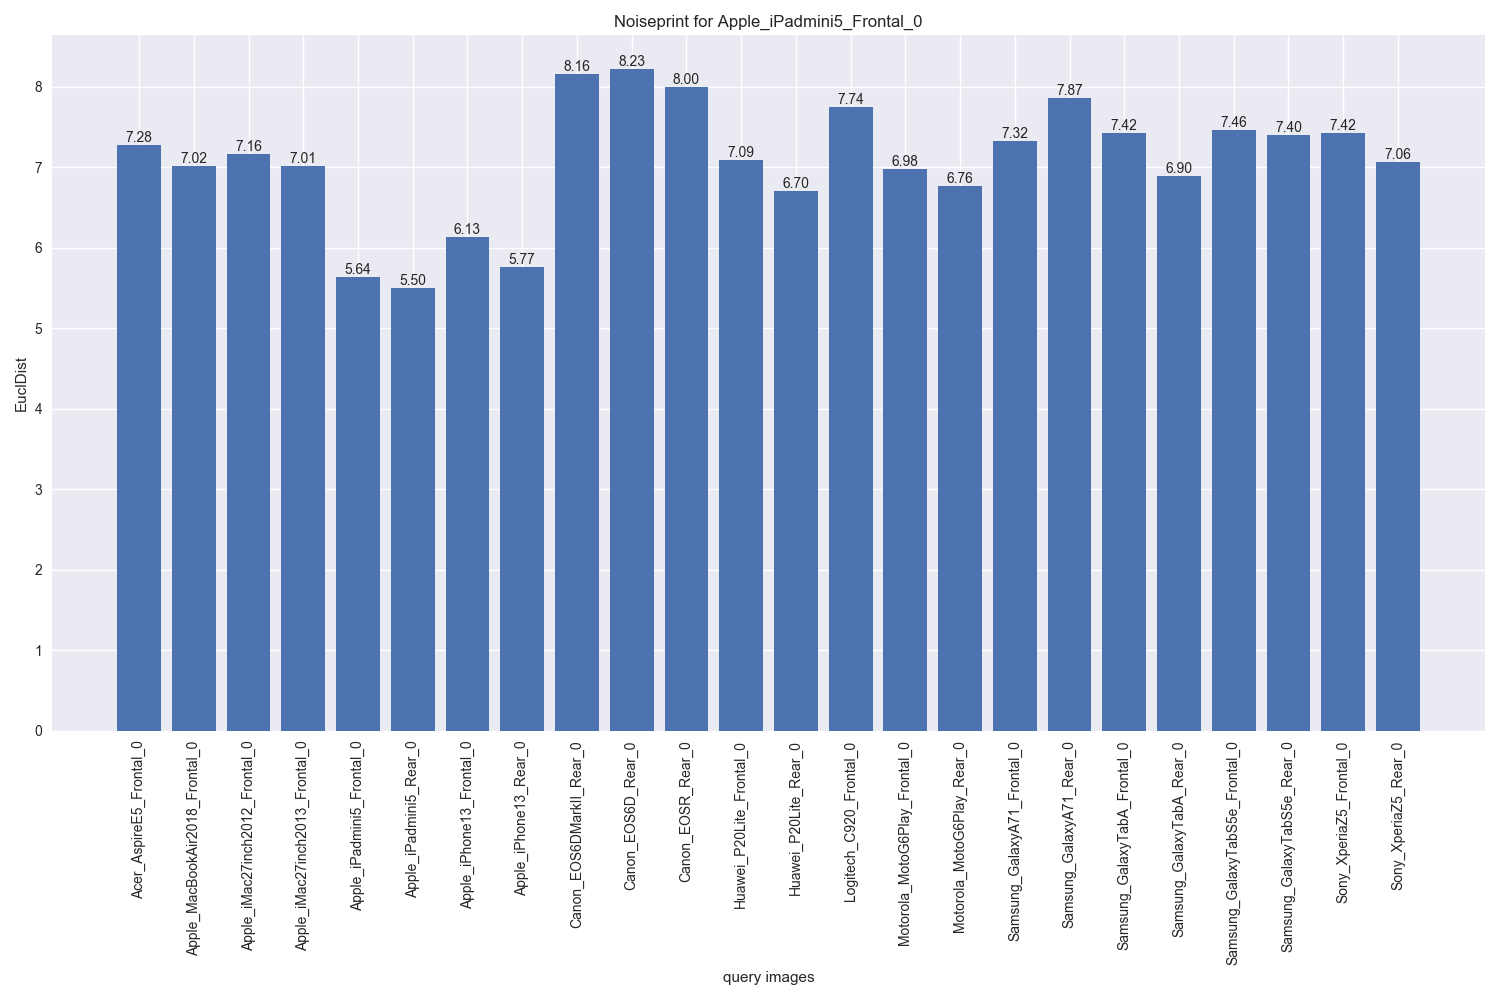 Noiseprint for Apple_iPadmini5_Frontal_0
EuclDist
8
7
6
5
4
3
2
1
0
7.28
7.02
7.16
7.01
5.64
5.50
6.13
5.77
8.16
8.23
8.00
7.09
6.70
7.74
6.98
6.76
7.32
7.87
7.42
6.90
7.46
7.40
7.42
7.06
Acer_AspireE5_Frontal_0
Apple_MacBookAir2018_Frontal_0
Apple_iMac27inch2012_Frontal_0
Apple_iMac27inch2013_Frontal_0
Apple_iPadmini5_Frontal_0
Apple_iPadmini5_Rear_0
Apple_iPhone13_Frontal_0
Apple_iPhone13_Rear_0
Canon_EOS6DMarkII_Rear_0
Canon_EOS6D_Rear_0
Canon_EOSR_Rear_0
Huawei_P20Lite_Frontal_0
Huawei_P20Lite_Rear_0
Logitech_C920_Frontal_0
Motorola_MotoG6Play_Frontal_0
Motorola_MotoG6Play_Rear_0
Samsung_GalaxyA71_Frontal_0
Samsung_GalaxyA71_Rear_0
Samsung_GalaxyTabA_Frontal_0
Samsung_GalaxyTabA_Rear_0
Samsung_GalaxyTabS5e_Frontal_0
Samsung_GalaxyTabS5e_Rear_0
Sony_XperiaZ5_Frontal_0
Sony_XperiaZ5_Rear_0
query images